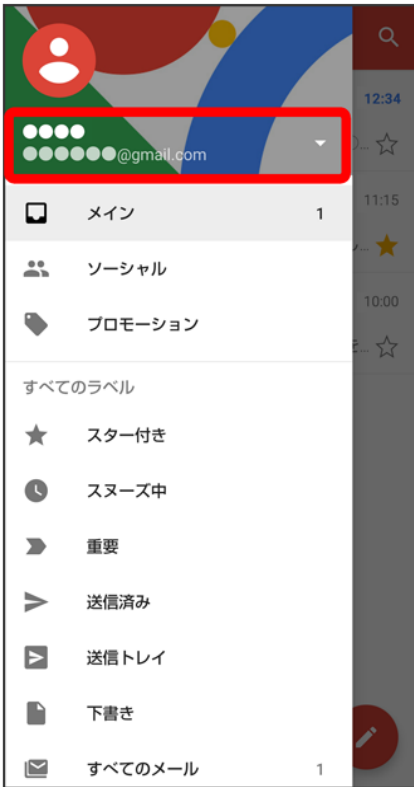 12:34
●●●●
●●●●●●@gmail.com
メイン 1
11:15
ソーシャル
10:00
プロモーション
すべてのラベル
スター付き
スヌーズ中
重要
送信済み
送信トレイ
下書き
すべてのメール 1